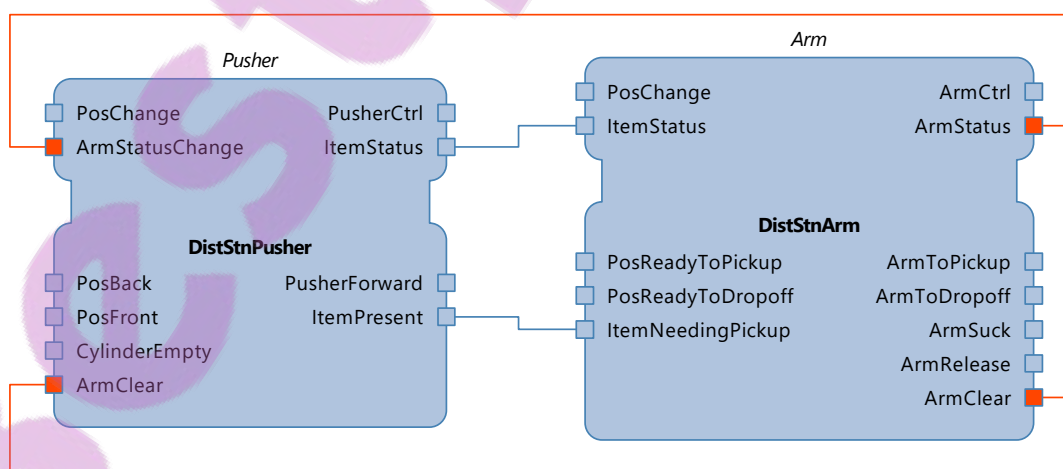 Pusher
PosChange PusherCtrl
ArmStatusChange ItemStatus
DistStnPusher
PosBack PusherForward
PosFront ItemPresent
CylinderEmpty
ArmClear
Arm
PosChange ArmCtrl
ItemStatus ArmStatus
DistStnArm
PosReadyToPickup ArmToPickup
PosReadyToDropoff ArmToDropoff
ItemNeedingPickup ArmSuck
ArmRelease
ArmClear